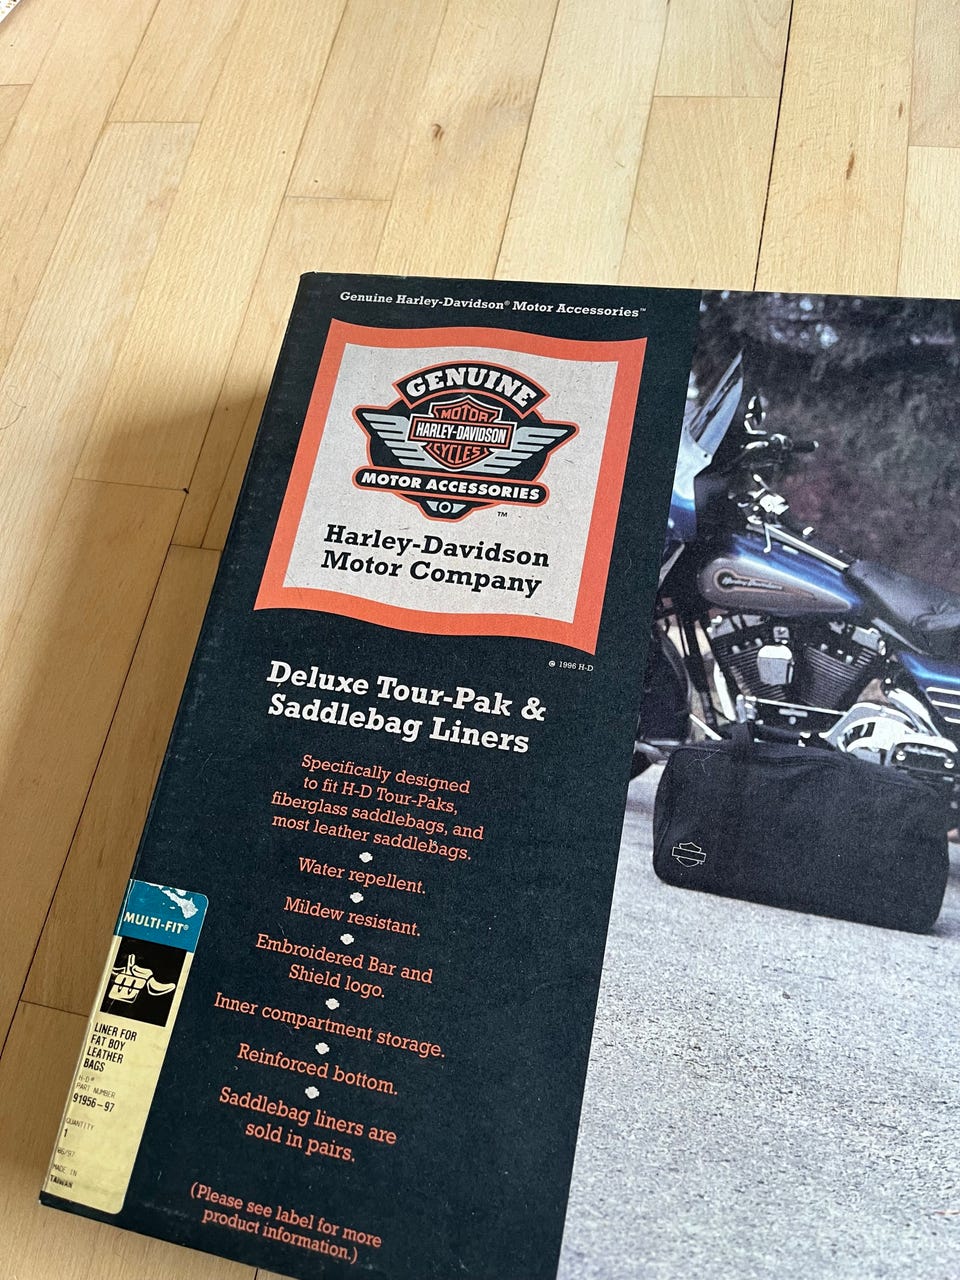 Genuine Harley-Davidson® Motor Accessories™
GENUINE
MOTOR
HARLEY-DAVIDSON
CYCLES
MOTOR ACCESSORIES
™
Harley-Davidson
Motor Company
© 1996 H-D
Deluxe Tour-Pak &
Saddlebag Liners
Specifically designed
to fit H-D Tour-Paks,
fiberglass saddlebags, and
most leather saddlebags.
Water repellent.
Mildew resistant.
Embroidered Bar and
Shield logo.
Inner compartment storage.
Reinforced bottom.
Saddlebag liners are
sold in pairs.
(Please see label for more
product information.)
MULTI-FIT®
LINER FOR
FAT BOY
LEATHER
BAGS
H-D®
PART NUMBER
91956-97
QUANTITY
1
MADE IN
TAIWAN
Harley-Davidson